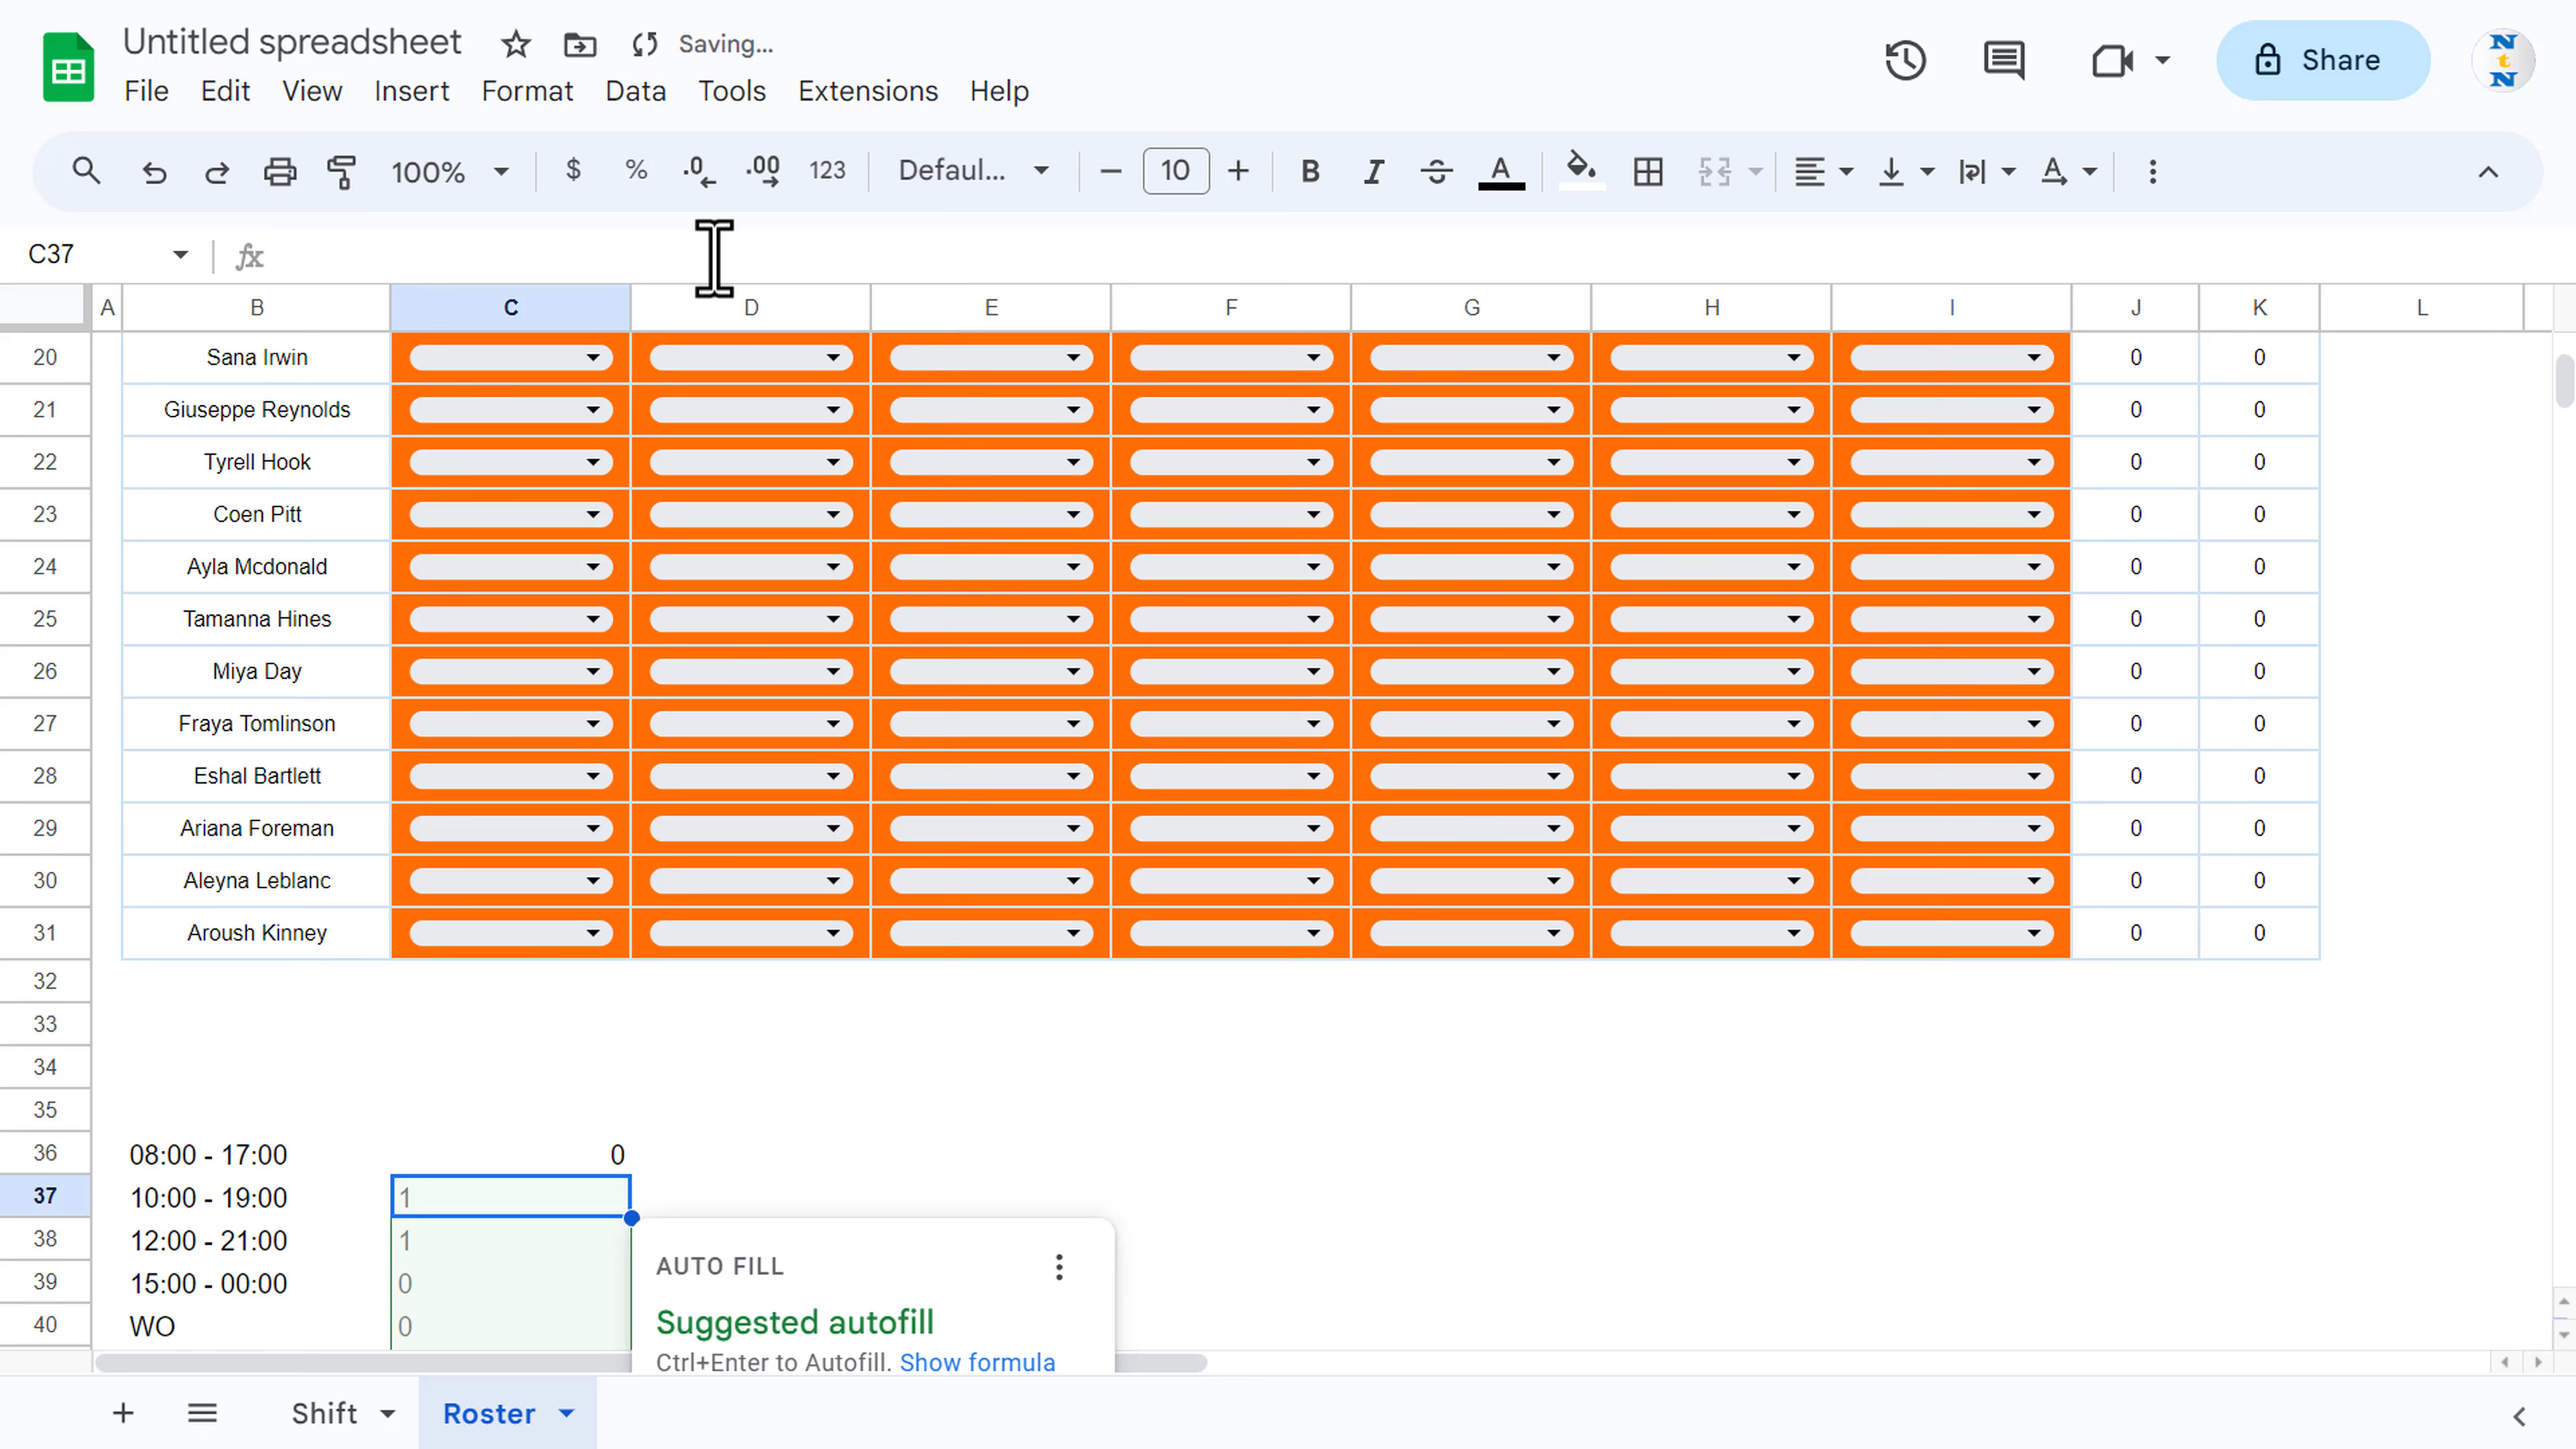 Untitled spreadsheet Saving...
File Edit View Insert Format Data Tools Extensions Help
Share
NtN
100% $ % .0 .00 123 Defaul... 10 B I A A
C37 fx
A B C D E F G H I J K L
20 Sana Irwin 0 0
21 Giuseppe Reynolds 0 0
22 Tyrell Hook 0 0
23 Coen Pitt 0 0
24 Ayla Mcdonald 0 0
25 Tamanna Hines 0 0
26 Miya Day 0 0
27 Fraya Tomlinson 0 0
28 Eshal Bartlett 0 0
29 Ariana Foreman 0 0
30 Aleyna Leblanc 0 0
31 Aroush Kinney 0 0
32
33
34
35
36 08:00 - 17:00 0
37 10:00 - 19:00 1
38 12:00 - 21:00 1
39 15:00 - 00:00 0
40 WO 0
AUTO FILL
Suggested autofill
Ctrl+Enter to Autofill. Show formula
Shift Roster